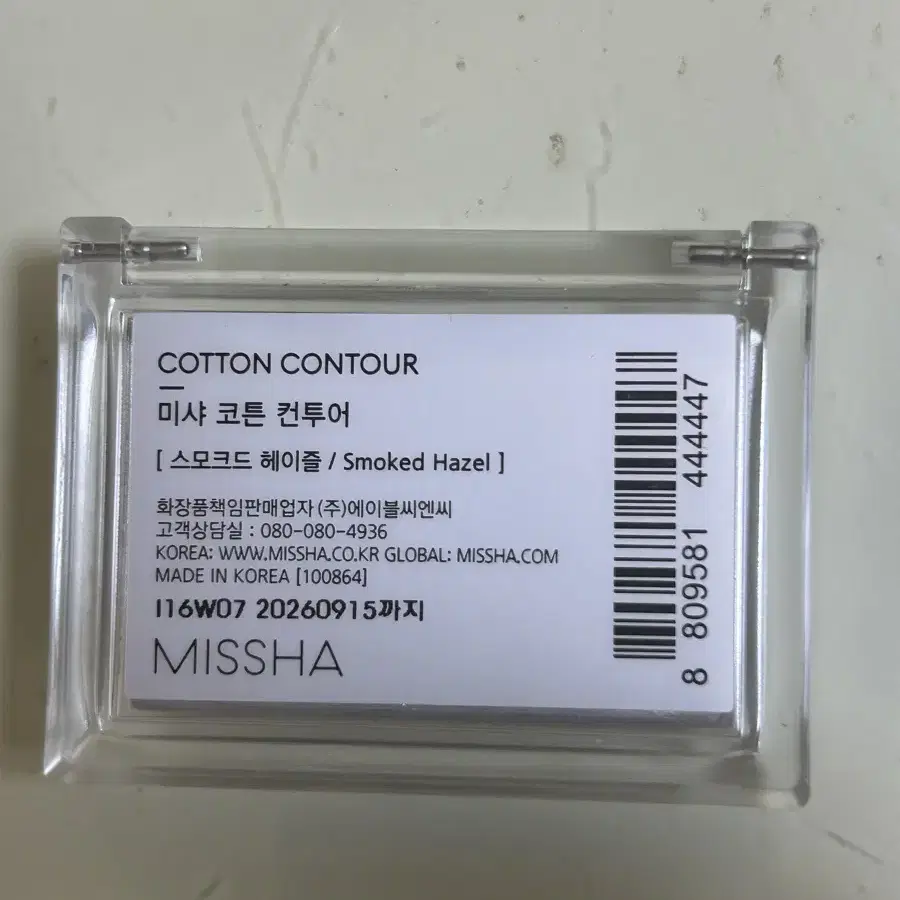 COTTON CONTOUR
미샤 코튼 컨투어
[ 스모크드 헤이즐 / Smoked Hazel ]
화장품책임판매업자 (주)에이블씨엔씨
고객상담실 : 080-080-4936
KOREA: WWW.MISSHA.CO.KR GLOBAL: MISSHA.COM
MADE IN KOREA [100864]
I16W07 20260915까지
MISSHA
8 809581 444447